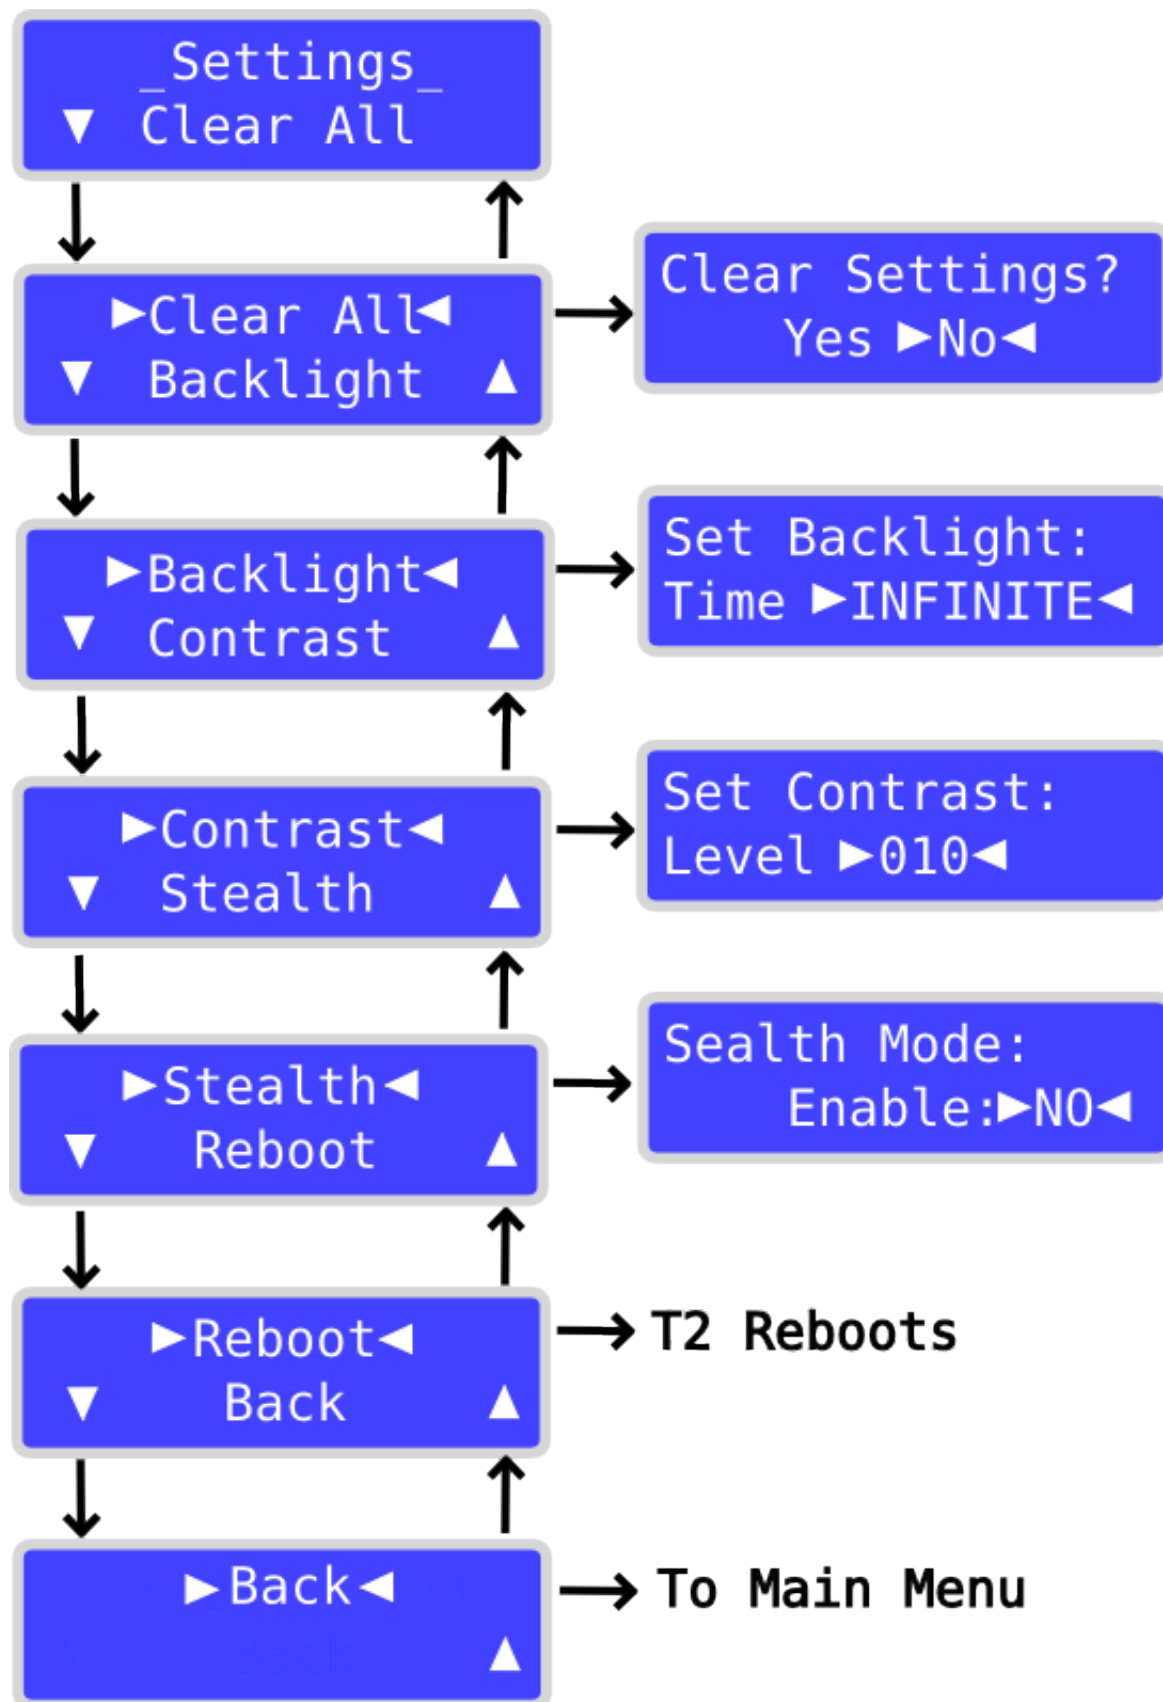 _Settings_
▼ Clear All
►Clear All◄
▼ Backlight ▲
Clear Settings?
Yes ►No◄
►Backlight◄
▼ Contrast ▲
Set Backlight:
Time ►INFINITE◄
►Contrast◄
▼ Stealth ▲
Set Contrast:
Level ►010◄
►Stealth◄
▼ Reboot ▲
Sealth Mode:
Enable:►NO◄
►Reboot◄
▼ Back ▲
T2 Reboots
►Back◄
▲
To Main Menu